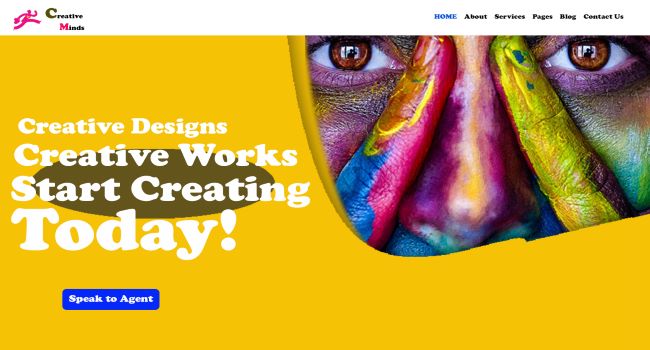 Creative
Minds
HOME About Services Pages Blog Contact Us
Creative Designs
Creative Works
Start Creating
Today!
Speak to Agent